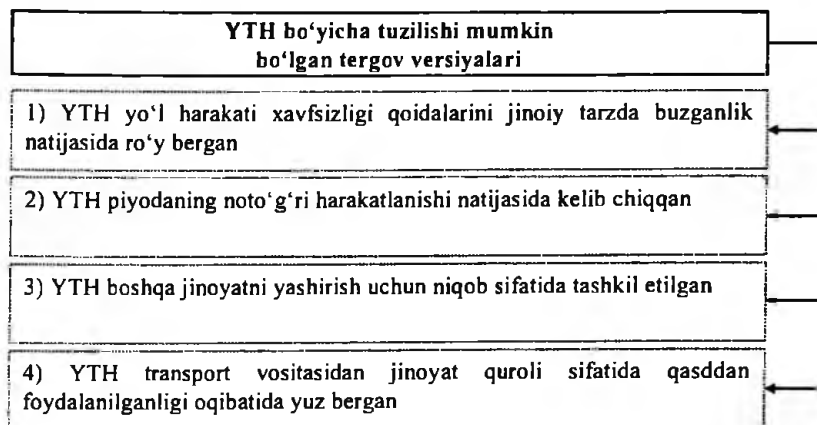 YTH bo‘yicha tuzilishi mumkin
bo‘lgan tergov versiyalari
1) YTH yo‘l harakati xavfsizligi qoidalarini jinoiy tarzda buzganlik
natijasida ro‘y bergan
2) YTH piyodaning noto‘g‘ri harakatlanishi natijasida kelib chiqqan
3) YTH boshqa jinoyatni yashirish uchun niqob sifatida tashkil etilgan
4) YTH transport vositasidan jinoyat quroli sifatida qasddan
foydalanilganligi oqibatida yuz bergan